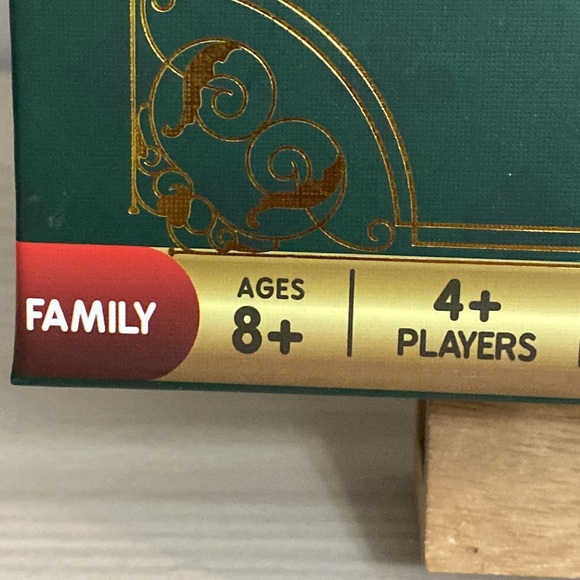 FAMILY
AGES
8+
4+
PLAYERS